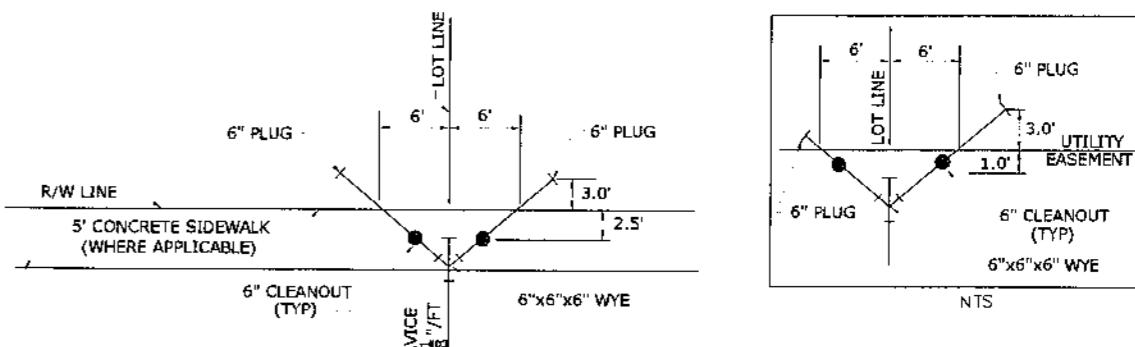 LOT LINE
6' 6'
6" PLUG
6" PLUG
R/W LINE
3.0'
5' CONCRETE SIDEWALK
(WHERE APPLICABLE)
2.5'
6" CLEANOUT
(TYP)
6"x6"x6" WYE
6' 6'
LOT LINE
6" PLUG
3.0'
UTILITY
EASEMENT
1.0'
6" PLUG
6" CLEANOUT
(TYP)
6"x6"x6" WYE
NTS